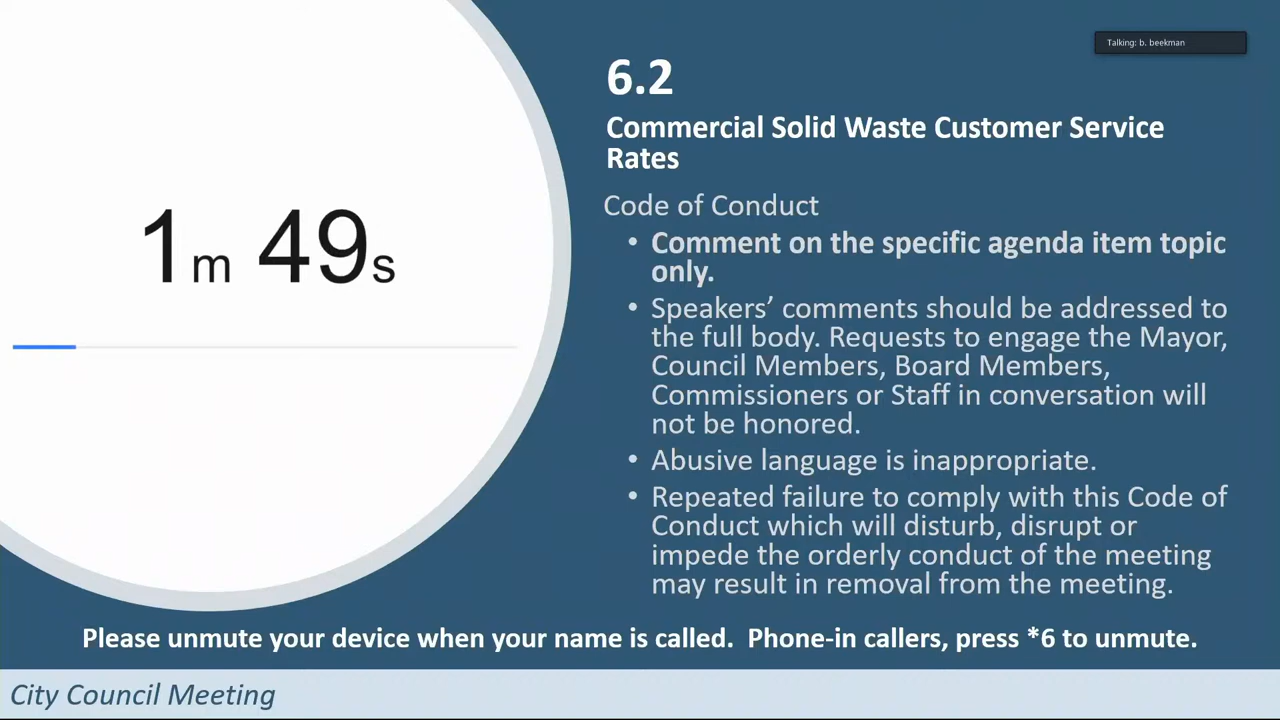 Talking: b. beekman
6.2
Commercial Solid Waste Customer Service
Rates
1m 49s
Code of Conduct
• Comment on the specific agenda item topic
only.
• Speakers’ comments should be addressed to
the full body. Requests to engage the Mayor,
Council Members, Board Members,
Commissioners or Staff in conversation will
not be honored.
• Abusive language is inappropriate.
• Repeated failure to comply with this Code of
Conduct which will disturb, disrupt or
impede the orderly conduct of the meeting
may result in removal from the meeting.
Please unmute your device when your name is called.  Phone-in callers, press *6 to unmute.
City Council Meeting